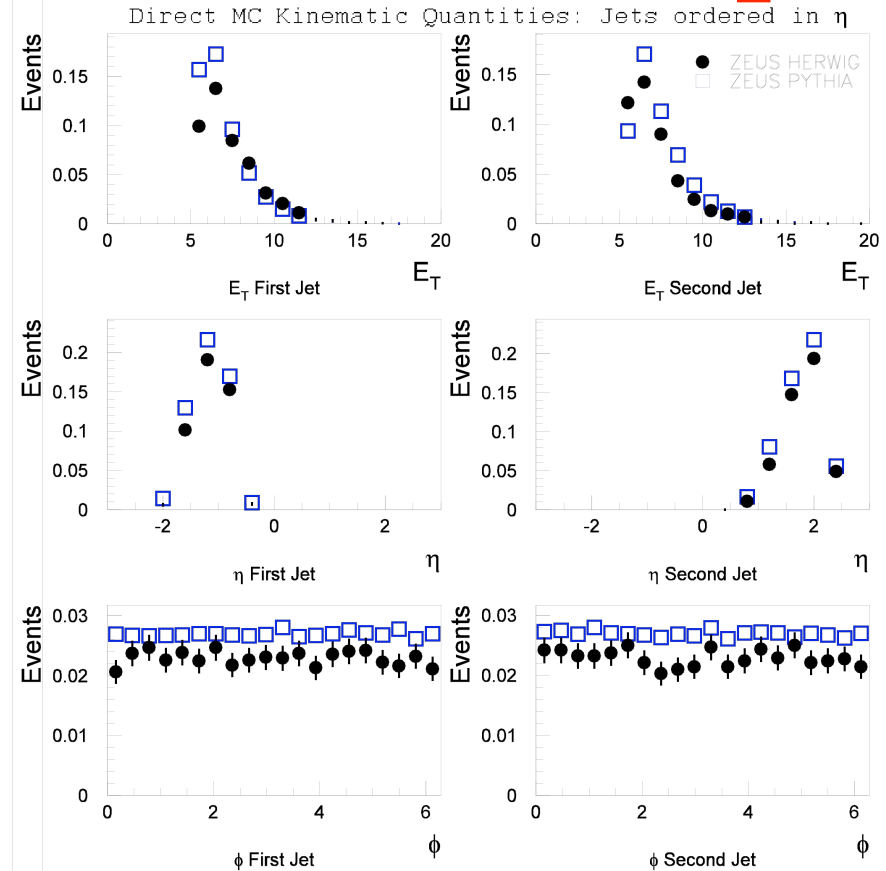 Direct MC Kinematic Quantities: Jets ordered in η
Events
0.15
0.1
0.05
0
0 5 10 15 20
E_T
E_T First Jet
Events
ZEUS HERWIG
ZEUS PYTHIA
0.15
0.1
0.05
0
0 5 10 15 20
E_T
E_T Second Jet
Events
0.2
0.15
0.1
0.05
0
-2 0 2
η
η First Jet
Events
0.2
0.15
0.1
0.05
0
-2 0 2
η
η Second Jet
Events
0.03
0.02
0.01
0
0 2 4 6
ϕ
ϕ First Jet
Events
0.03
0.02
0.01
0
0 2 4 6
ϕ
ϕ Second Jet